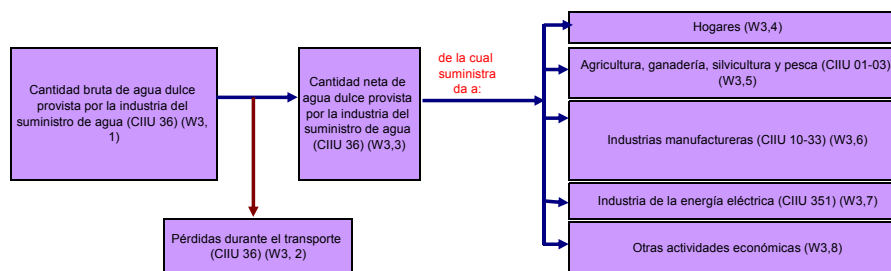 Cantidad bruta de agua dulce
provista por la industria del
suministro de agua (CIIU 36) (W3,
1)
Pérdidas durante el transporte
(CIIU 36) (W3, 2)
Cantidad neta de
agua dulce provista
por la industria del
suministro de agua
(CIIU 36) (W3,3)
de la cual
suministra
da a:
Hogares (W3,4)
Agricultura, ganadería, silvicultura y pesca (CIIU 01-03)
(W3,5)
Industrias manufactureras (CIIU 10-33) (W3,6)
Industria de la energía eléctrica (CIIU 351) (W3,7)
Otras actividades económicas (W3,8)